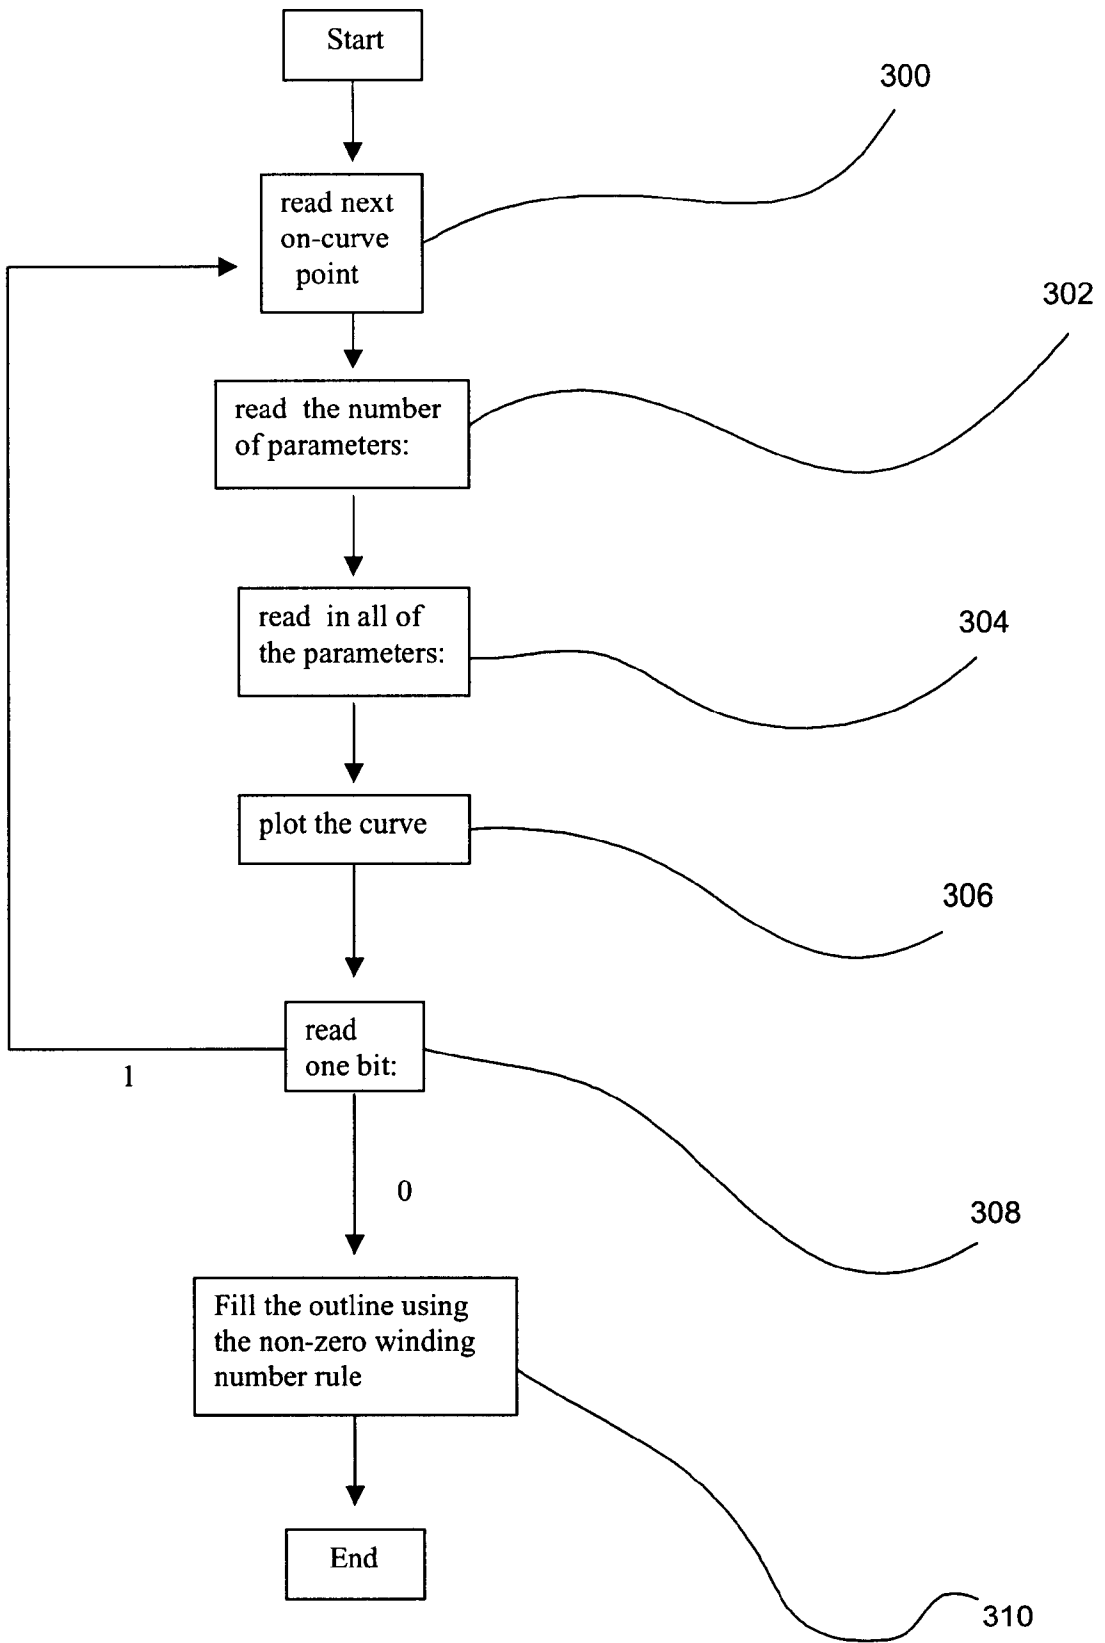 Start
300
read next
on-curve
point
302
read the number
of parameters:
read in all of
the parameters:
304
plot the curve
306
read
one bit:
1
0
308
Fill the outline using
the non-zero winding
number rule
End
310